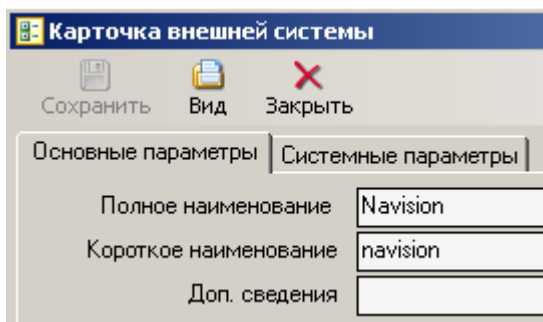 Карточка внешней системы
Сохранить Вид Закрыть
Основные параметры Системные параметры
Полное наименование Navision
Короткое наименование navision
Доп. сведения